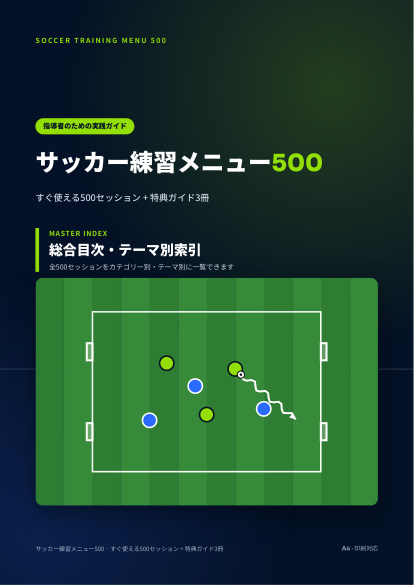 SOCCER TRAINING MENU 500
指導者のための実践ガイド
サッカー練習メニュー500
すぐ使える500セッション + 特典ガイド3冊
MASTER INDEX
総合目次・テーマ別索引
全500セッションをカテゴリー別・テーマ別に一覧できます
サッカー練習メニュー500 · すぐ使える500セッション + 特典ガイド3冊
A4・印刷対応